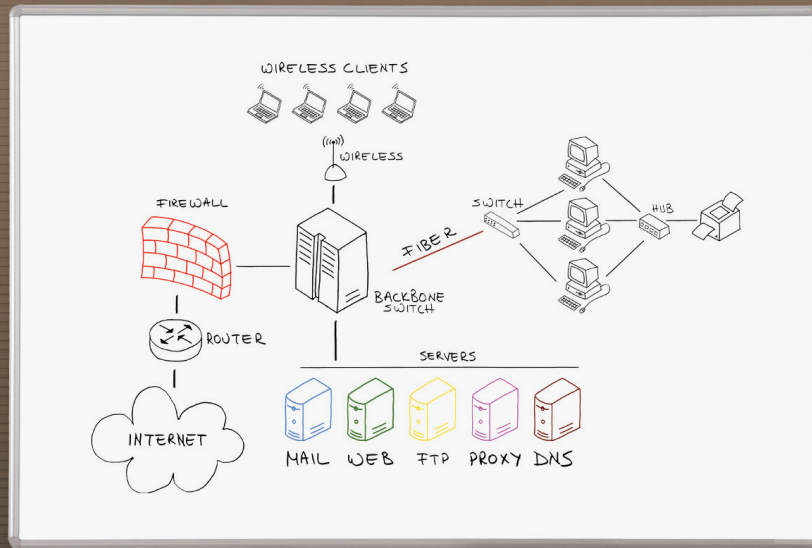 WIRELESS CLIENTS
WIRELESS
FIREWALL
SWITCH
HUB
FIBER
BACKBONE
SWITCH
ROUTER
SERVERS
INTERNET
MAIL WEB FTP PROXY DNS